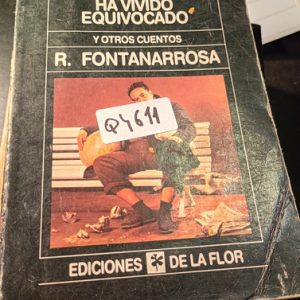 HA VIVIDO
EQUIVOCADO
Y OTROS CUENTOS
R. FONTANARROSA
Q4611
EDICIONES DE LA FLOR